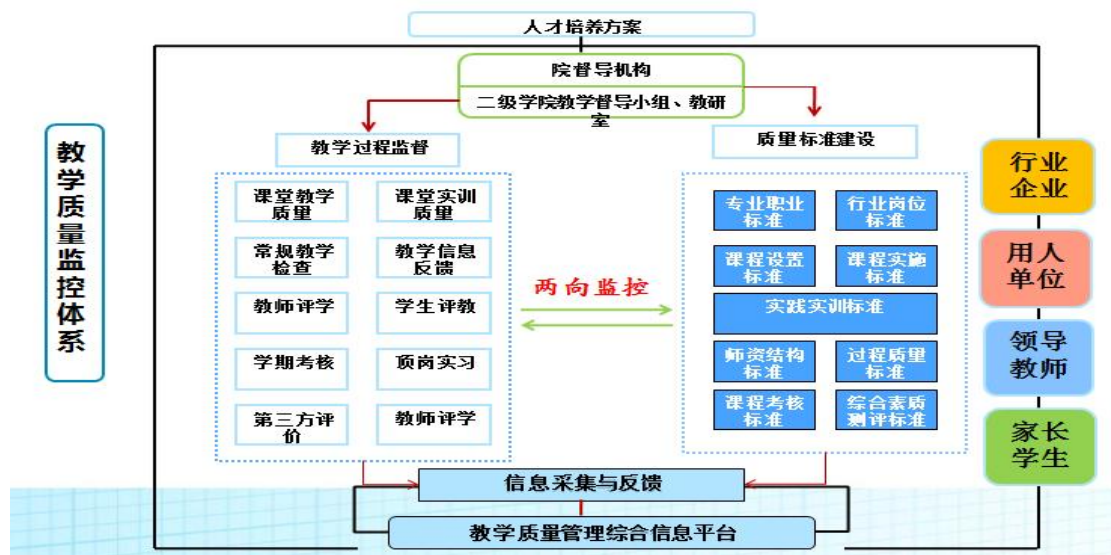 人才培养方案
院督导机构
二级学院教学督导小组、教研
室
教学过程监督
质量标准建设
教
学
质
量
监
控
体
系
课堂教学
质量
课堂实训
质量
常规教学
检查
教学信息
反馈
教师评学
学生评教
学期考核
顶岗实习
第三方评
价
教师评学
两向监控
专业职业
标准
行业岗位
标准
课程设置
标准
课程实施
标准
实践实训标准
师资结构
标准
过程质量
标准
课程考核
标准
综合素质
测评标准
行业
企业
用人
单位
领导
教师
家长
学生
信息采集与反馈
教学质量管理综合信息平台